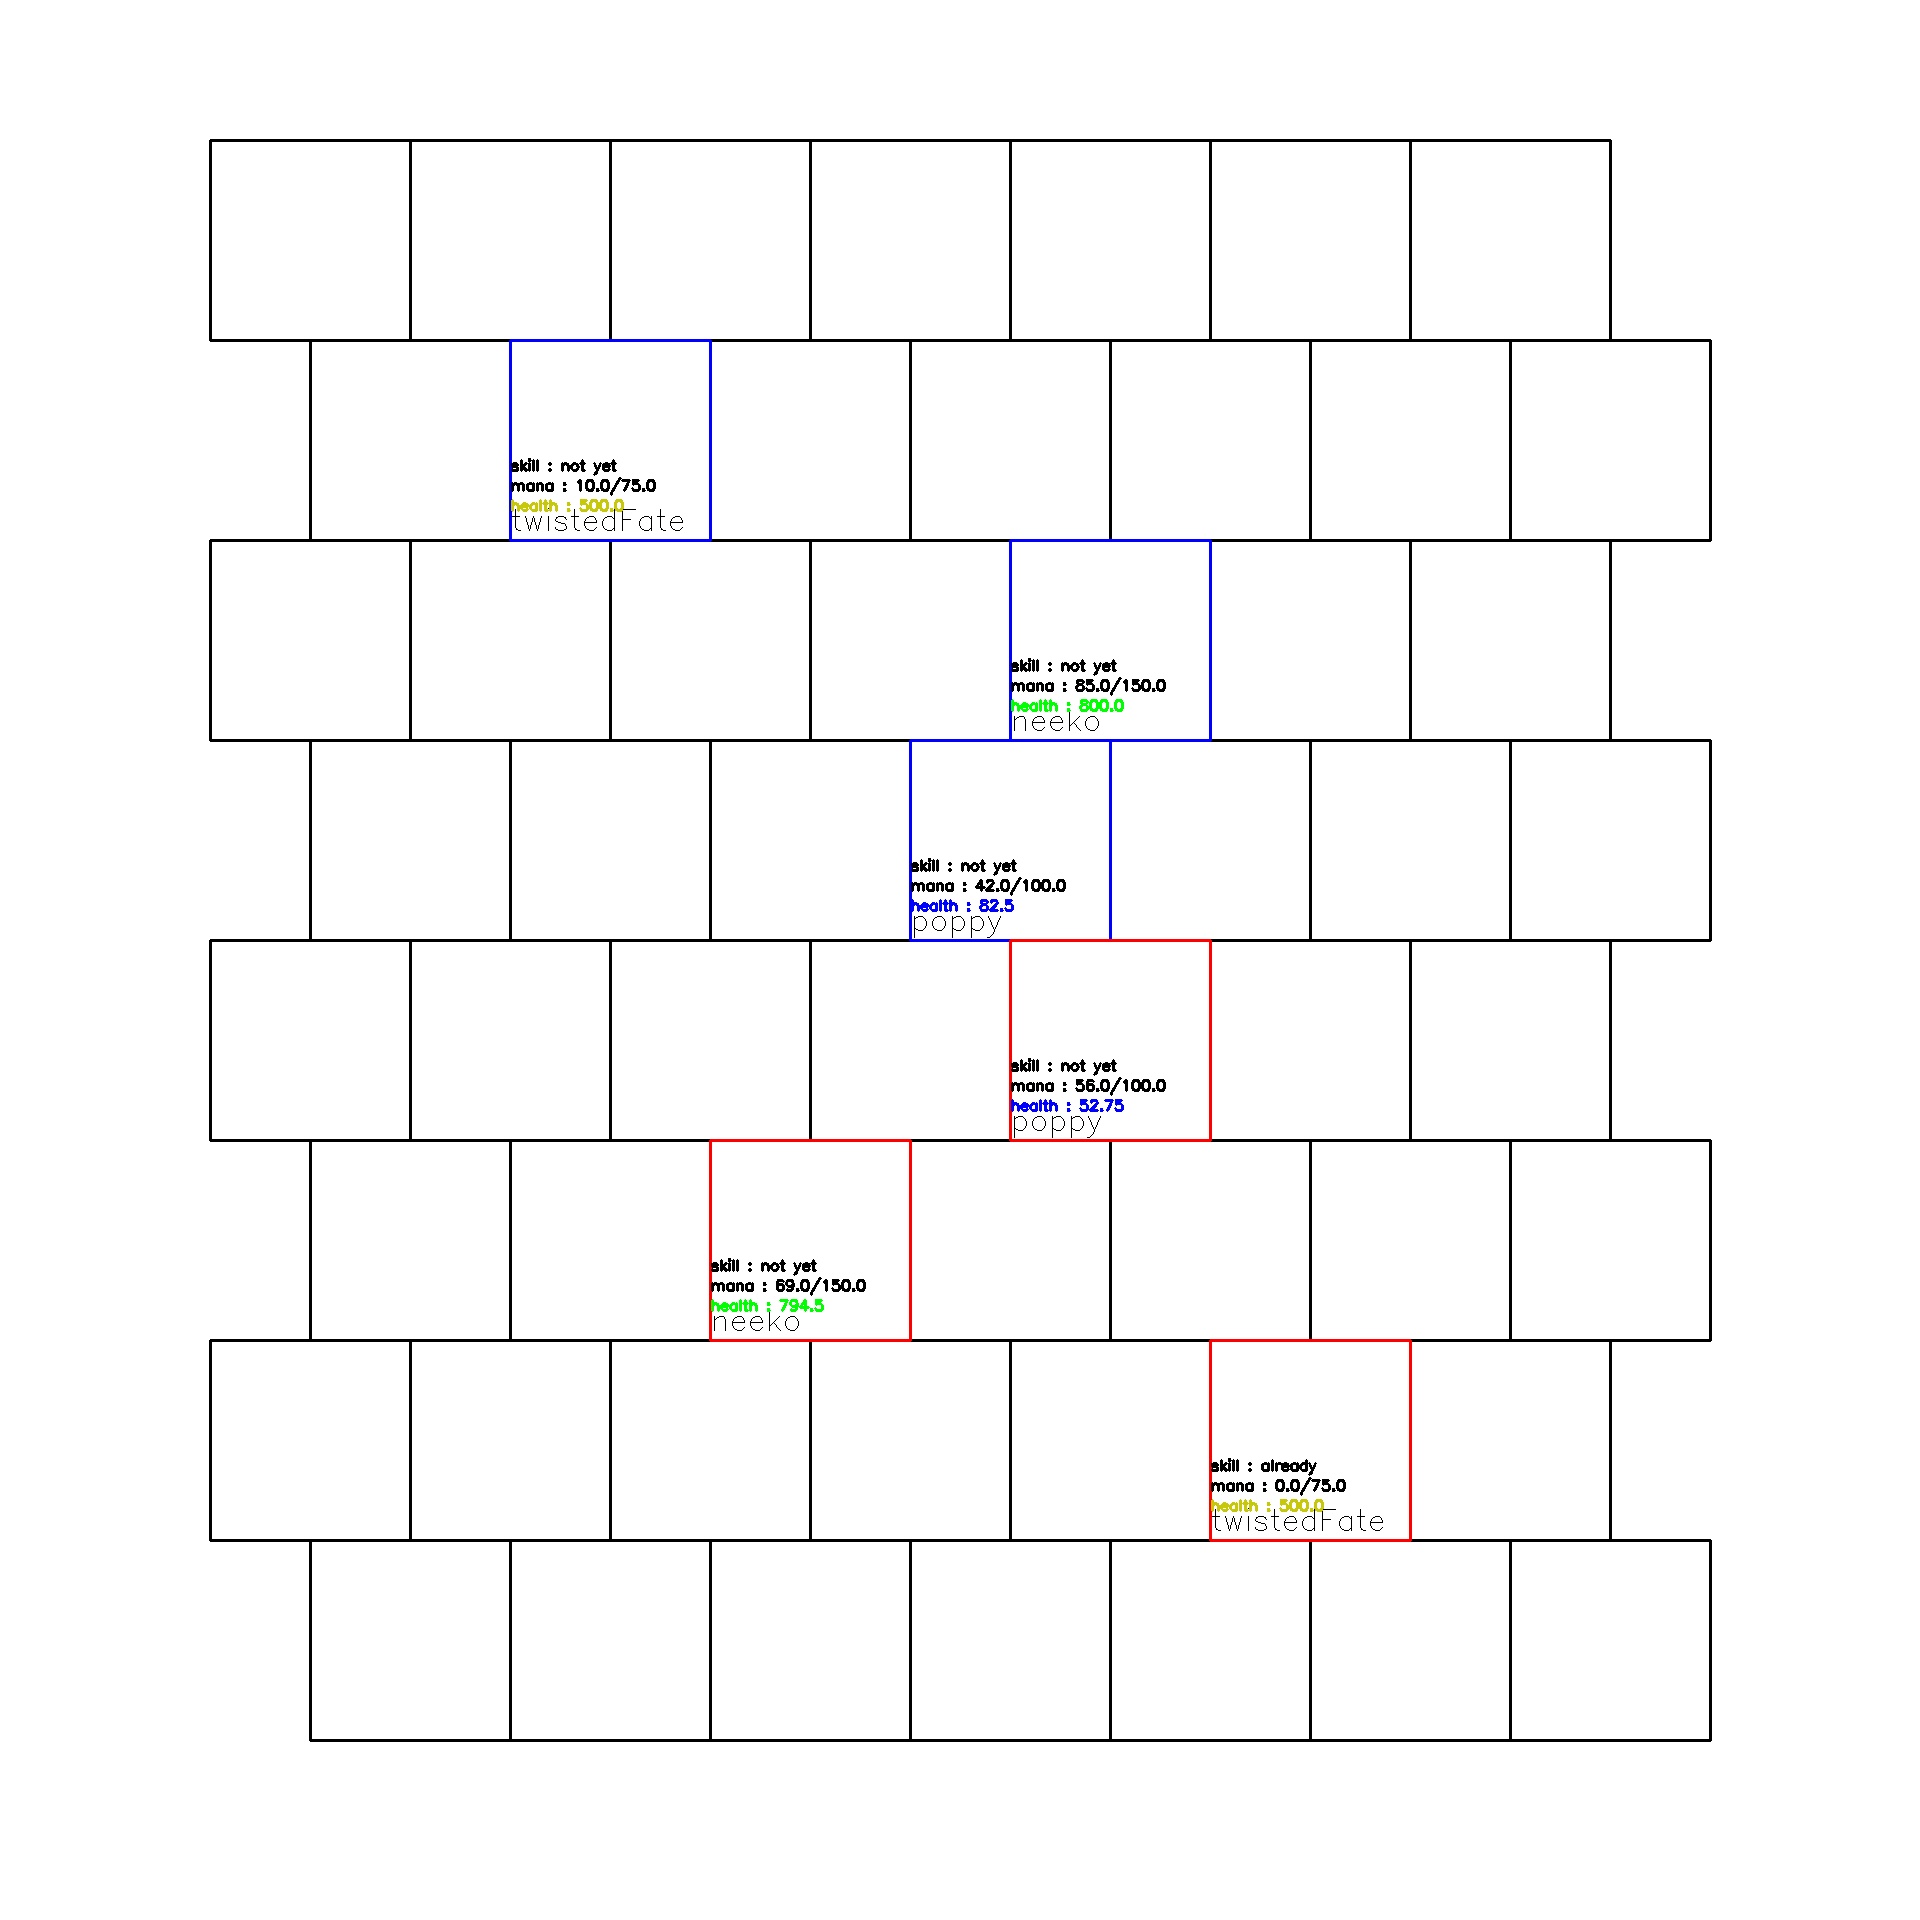 skill : not yet
mana : 10.0/75.0
health : 500.0
twistedFate
skill : not yet
mana : 85.0/150.0
health : 800.0
neeko
skill : not yet
mana : 42.0/100.0
health : 82.5
poppy
skill : not yet
mana : 56.0/100.0
health : 52.75
poppy
skill : not yet
mana : 69.0/150.0
health : 794.5
neeko
skill : already
mana : 0.0/75.0
health : 500.0
twistedFate